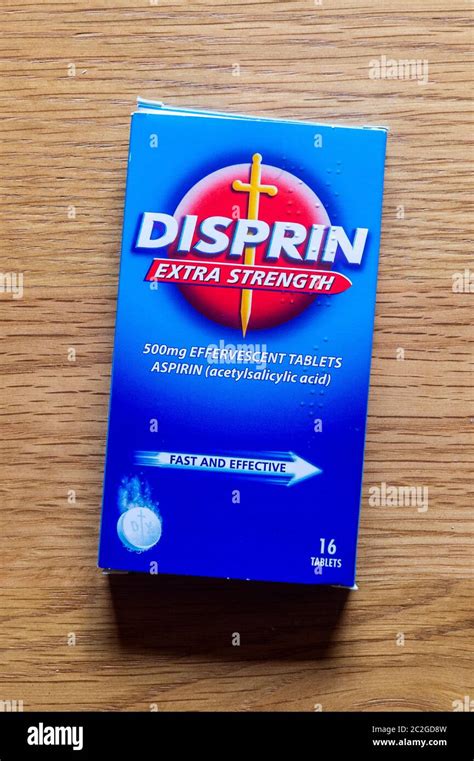 DISPRIN
EXTRA STRENGTH
500mg EFFERVESCENT TABLETS
ASPIRIN (acetylsalicylic acid)
FAST AND EFFECTIVE
16
TABLETS
alamy
alamy
Image ID: 2C2GD8W
www.alamy.com